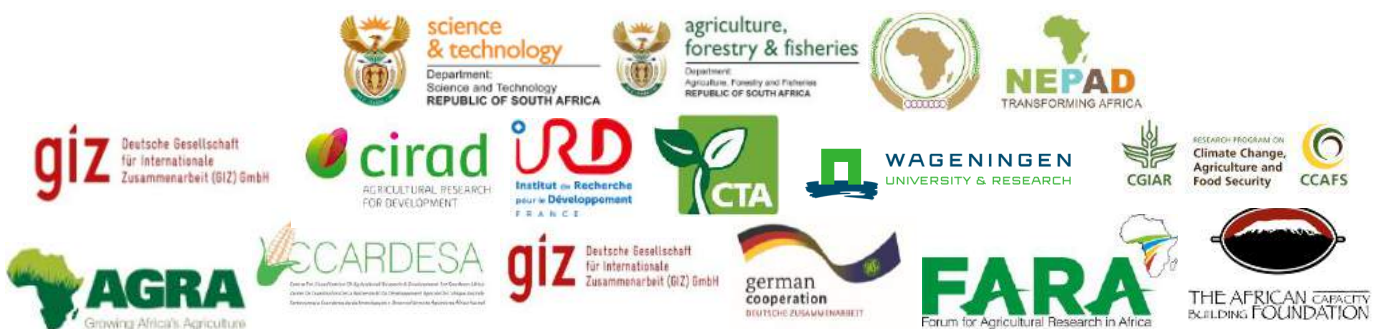 science
& technology
Department:
Science and Technology
REPUBLIC OF SOUTH AFRICA
agriculture,
forestry & fisheries
Department:
Agriculture, Forestry and Fisheries
REPUBLIC OF SOUTH AFRICA
NEPAD
TRANSFORMING AFRICA
giz
Deutsche Gesellschaft
für Internationale
Zusammenarbeit (GIZ) GmbH
cirad
AGRICULTURAL RESEARCH
FOR DEVELOPMENT
IRD
Institut de Recherche
pour le Développement
FRANCE
CTA
WAGENINGEN
UNIVERSITY & RESEARCH
CGIAR
RESEARCH PROGRAM ON
Climate Change,
Agriculture and
Food Security
CCAFS
AGRA
Growing Africa's Agriculture
CCARDESA
giz
Deutsche Gesellschaft
für Internationale
Zusammenarbeit (GIZ) GmbH
german
cooperation
DEUTSCHE ZUSAMMENARBEIT
FARA
Forum for Agricultural Research in Africa
THE AFRICAN CAPACITY
BUILDING FOUNDATION